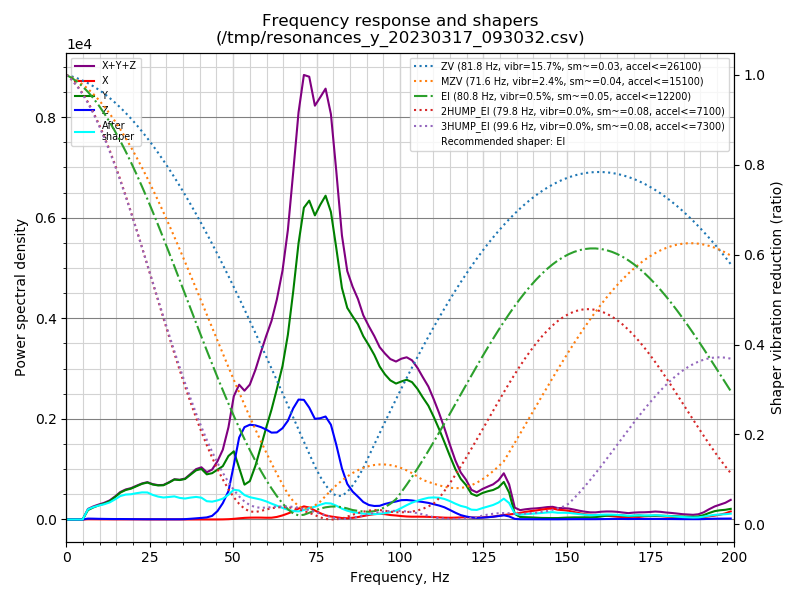 Frequency response and shapers
(/tmp/resonances_y_20230317_093032.csv)
1e4
X+Y+Z
X
Y
Z
After
shaper
ZV (81.8 Hz, vibr=15.7%, sm~=0.03, accel<=26100)
MZV (71.6 Hz, vibr=2.4%, sm~=0.04, accel<=15100)
EI (80.8 Hz, vibr=0.5%, sm~=0.05, accel<=12200)
2HUMP_EI (79.8 Hz, vibr=0.0%, sm~=0.08, accel<=7100)
3HUMP_EI (99.6 Hz, vibr=0.0%, sm~=0.08, accel<=7300)
Recommended shaper: EI
Power spectral density
0.8
0.6
0.4
0.2
0.0
1.0
0.8
0.6
0.4
0.2
0.0
Shaper vibration reduction (ratio)
0 25 50 75 100 125 150 175 200
Frequency, Hz